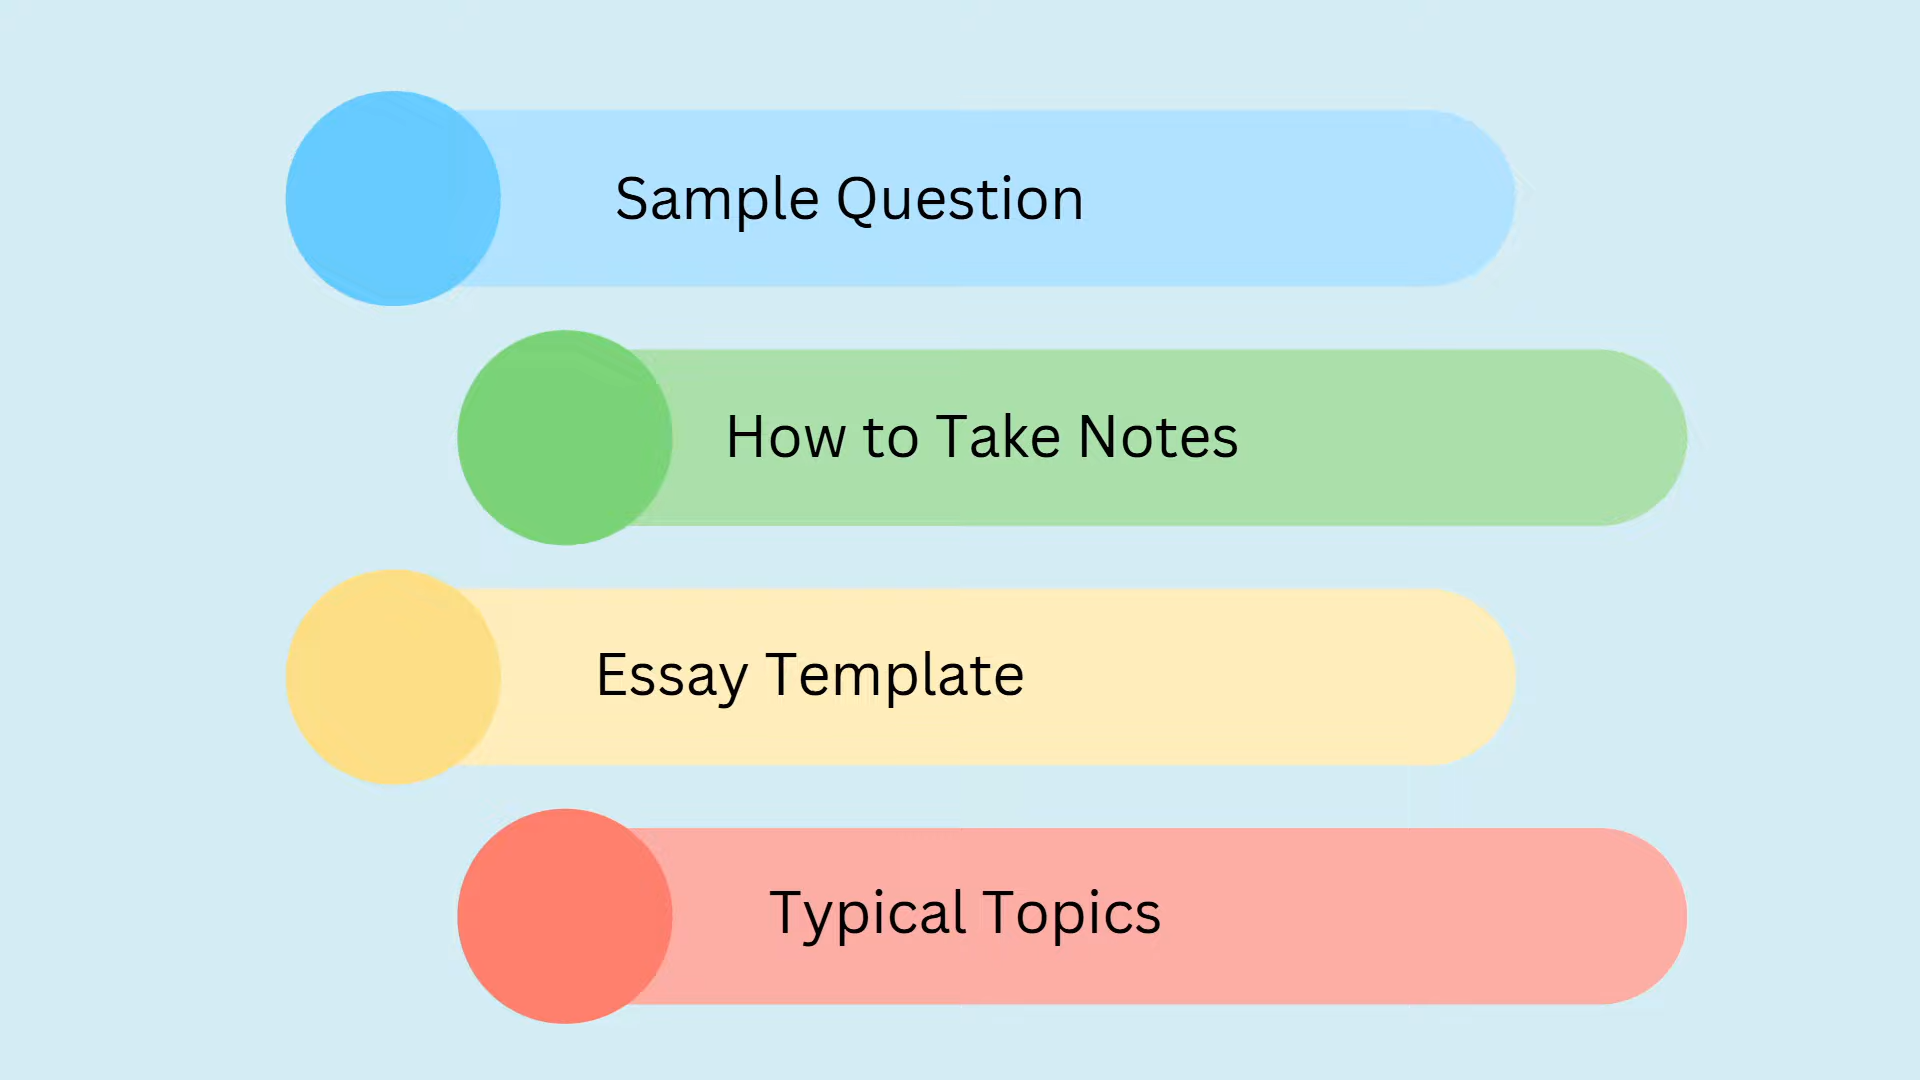 Sample Question
How to Take Notes
Essay Template
Typical Topics